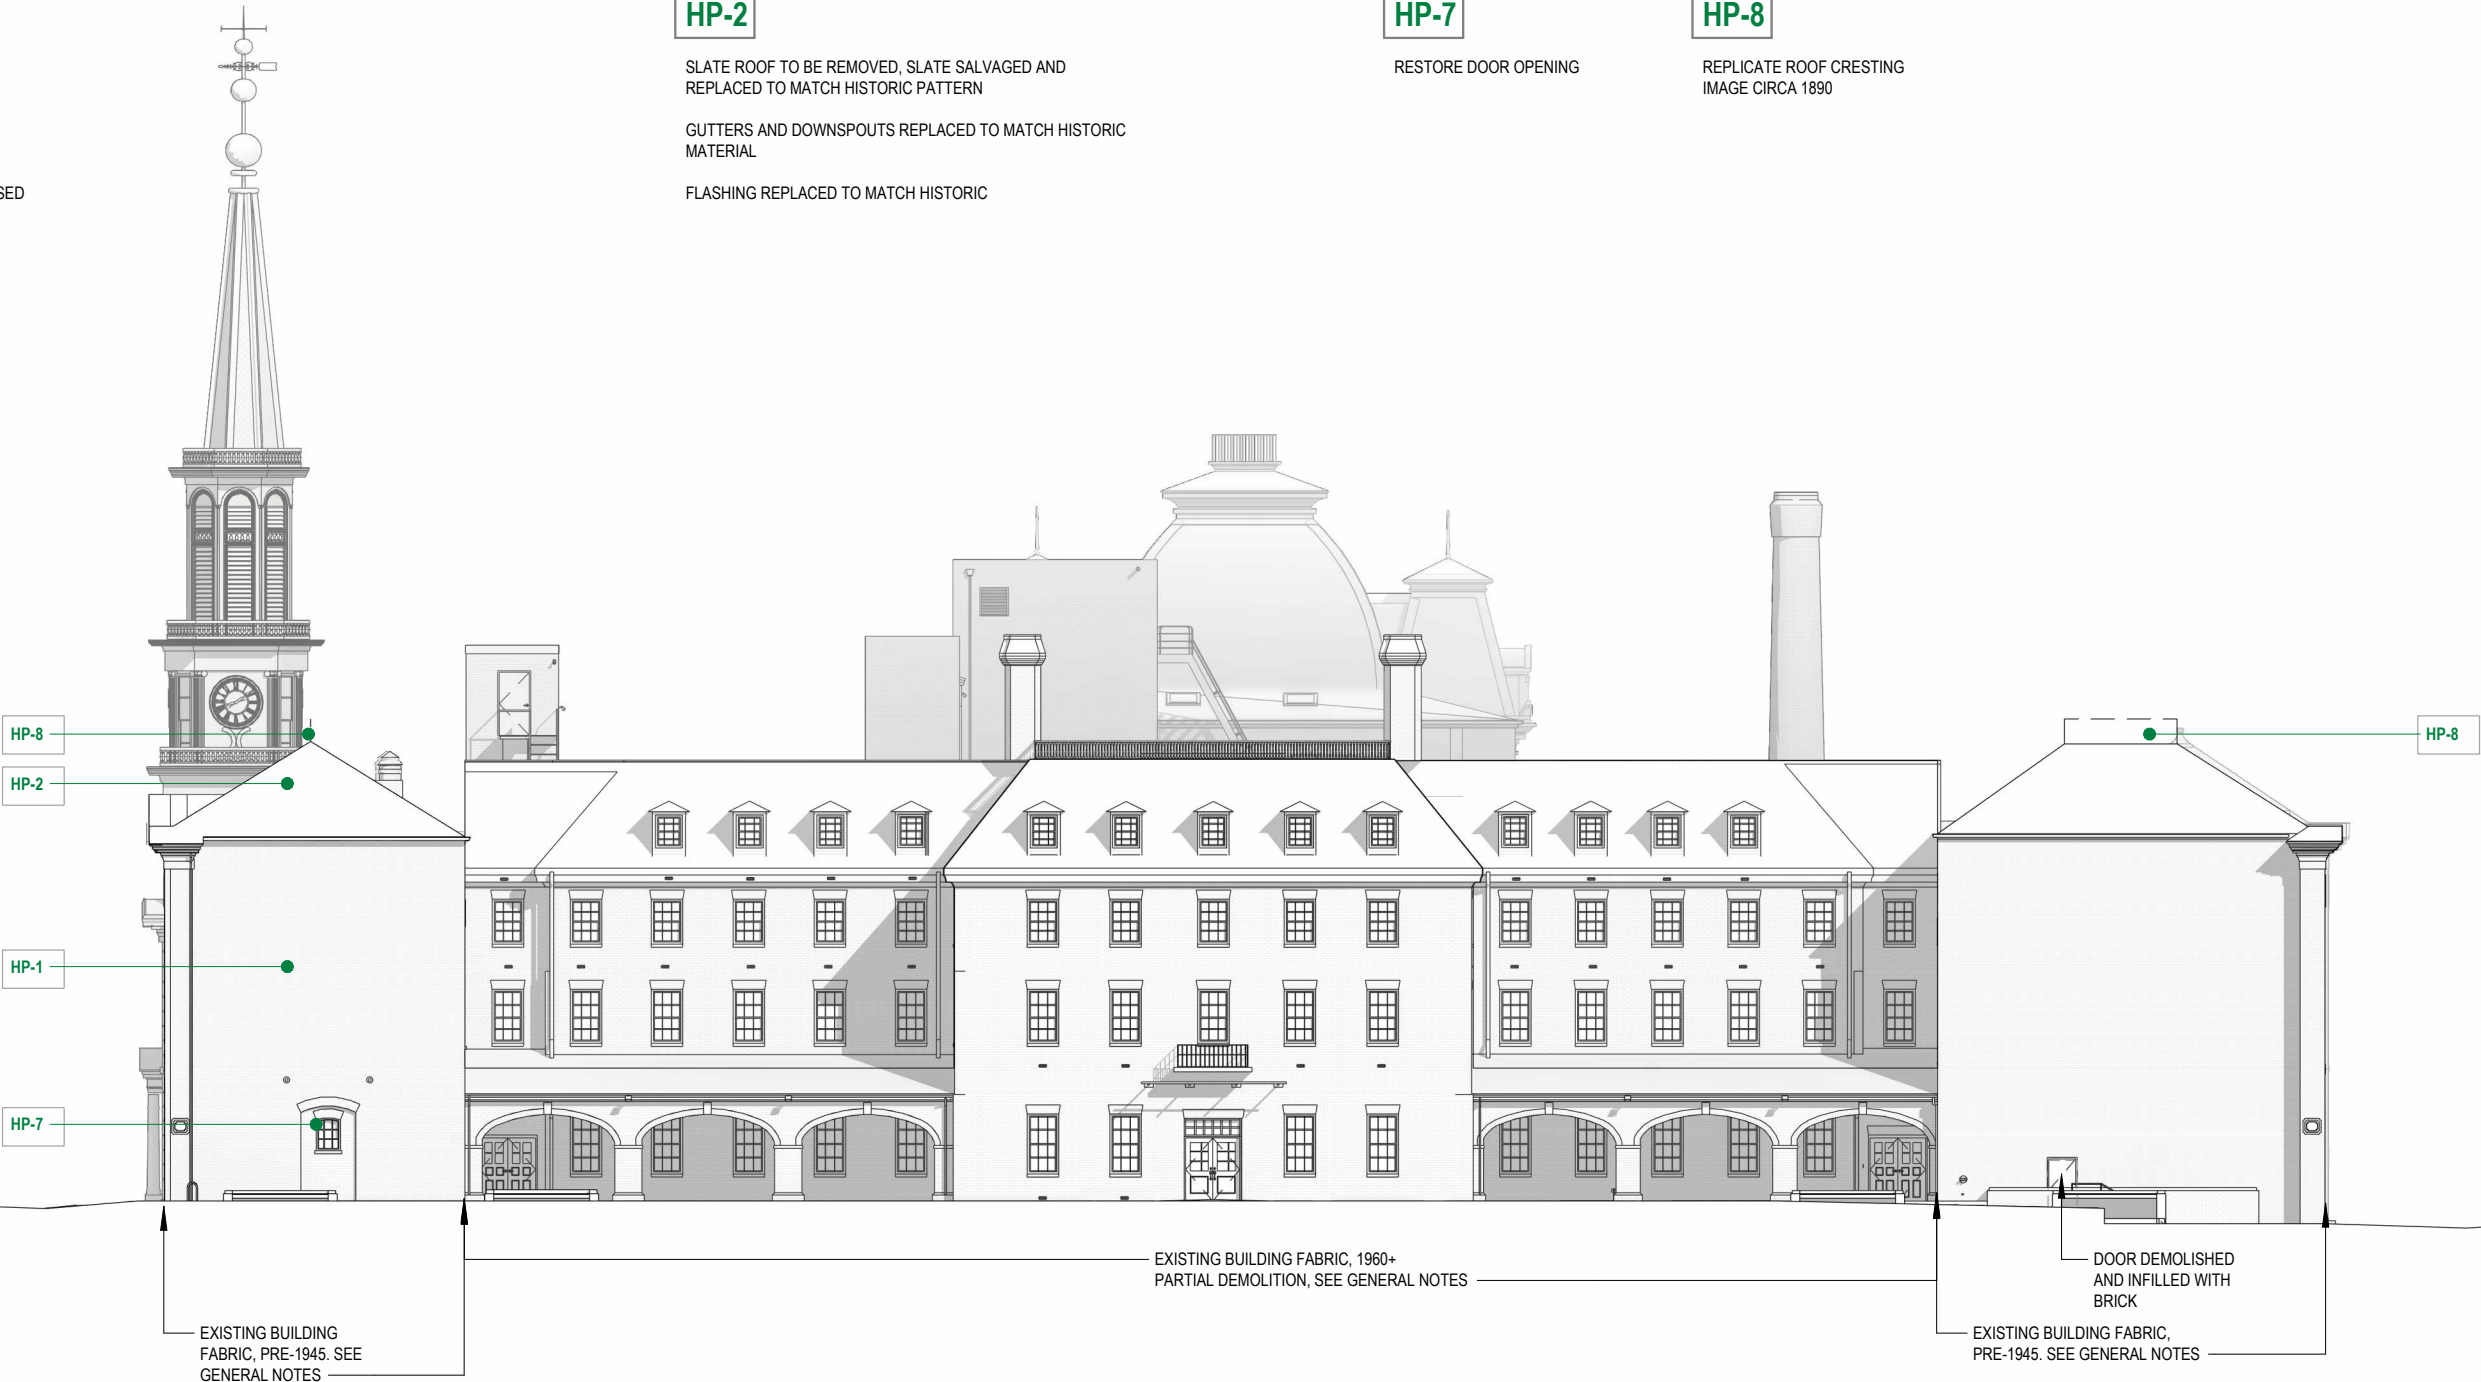 HP-2
SLATE ROOF TO BE REMOVED, SLATE SALVAGED AND
REPLACED TO MATCH HISTORIC PATTERN
GUTTERS AND DOWNSPOUTS REPLACED TO MATCH HISTORIC
MATERIAL
FLASHING REPLACED TO MATCH HISTORIC
HP-7
RESTORE DOOR OPENING
HP-8
REPLICATE ROOF CRESTING
IMAGE CIRCA 1890
SED
HP-8
HP-2
HP-1
HP-7
HP-8
EXISTING BUILDING FABRIC, 1960+
PARTIAL DEMOLITION, SEE GENERAL NOTES
DOOR DEMOLISHED
AND INFILLED WITH
BRICK
EXISTING BUILDING
FABRIC, PRE-1945. SEE
GENERAL NOTES
EXISTING BUILDING FABRIC,
PRE-1945. SEE GENERAL NOTES